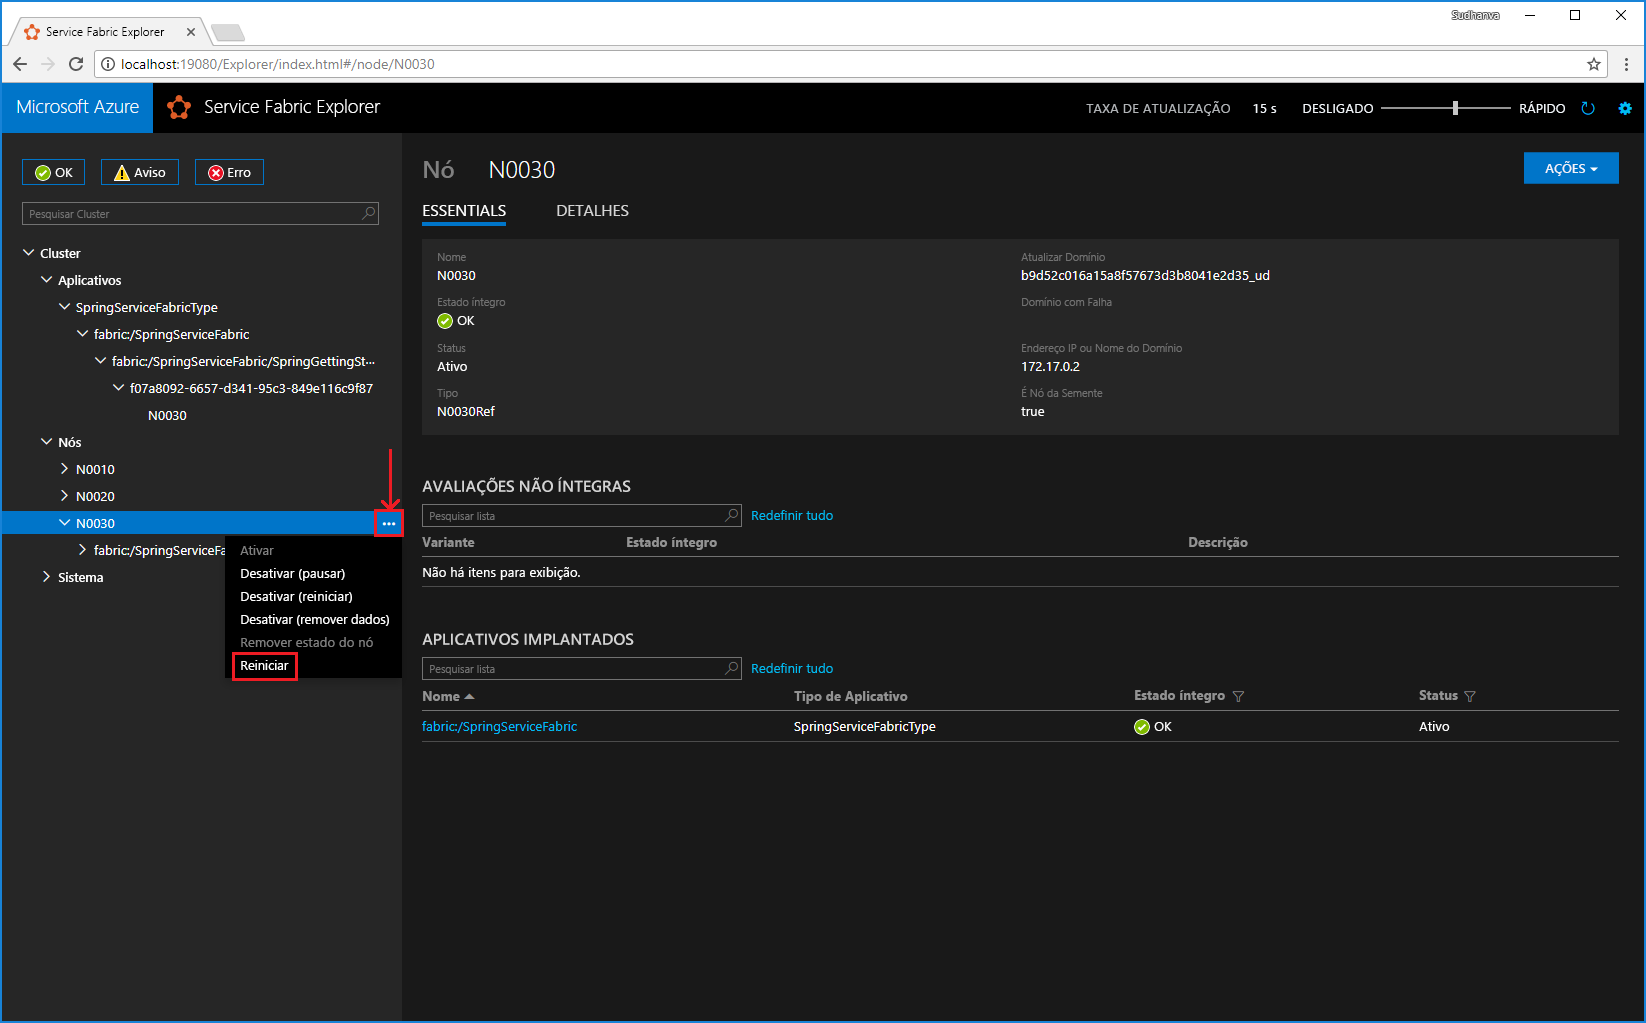 Sudhanva
Service Fabric Explorer
localhost:19080/Explorer/index.html#/node/N0030
Microsoft Azure
Service Fabric Explorer
TAXA DE ATUALIZAÇÃO 15 s DESLIGADO RÁPIDO
OK Aviso Erro
Pesquisar Cluster
Cluster
Aplicativos
SpringServiceFabricType
fabric:/SpringServiceFabric
fabric:/SpringServiceFabric/SpringGettingSt...
f07a8092-6657-d341-95c3-849e116c9f87
N0030
Nós
N0010
N0020
N0030
...
fabric:/SpringServiceFa
Sistema
Ativar
Desativar (pausar)
Desativar (reiniciar)
Desativar (remover dados)
Remover estado do nó
Reiniciar
Nó N0030
AÇÕES
ESSENTIALS DETALHES
Nome
N0030
Estado íntegro
OK
Status
Ativo
Tipo
N0030Ref
Atualizar Domínio
b9d52c016a15a8f57673d3b8041e2d35_ud
Domínio com Falha
Endereço IP ou Nome do Domínio
172.17.0.2
É Nó da Semente
true
AVALIAÇÕES NÃO ÍNTEGRAS
Pesquisar lista Redefinir tudo
Variante Estado íntegro Descrição
Não há itens para exibição.
APLICATIVOS IMPLANTADOS
Pesquisar lista Redefinir tudo
Nome Tipo de Aplicativo Estado íntegro Status
fabric:/SpringServiceFabric SpringServiceFabricType OK Ativo